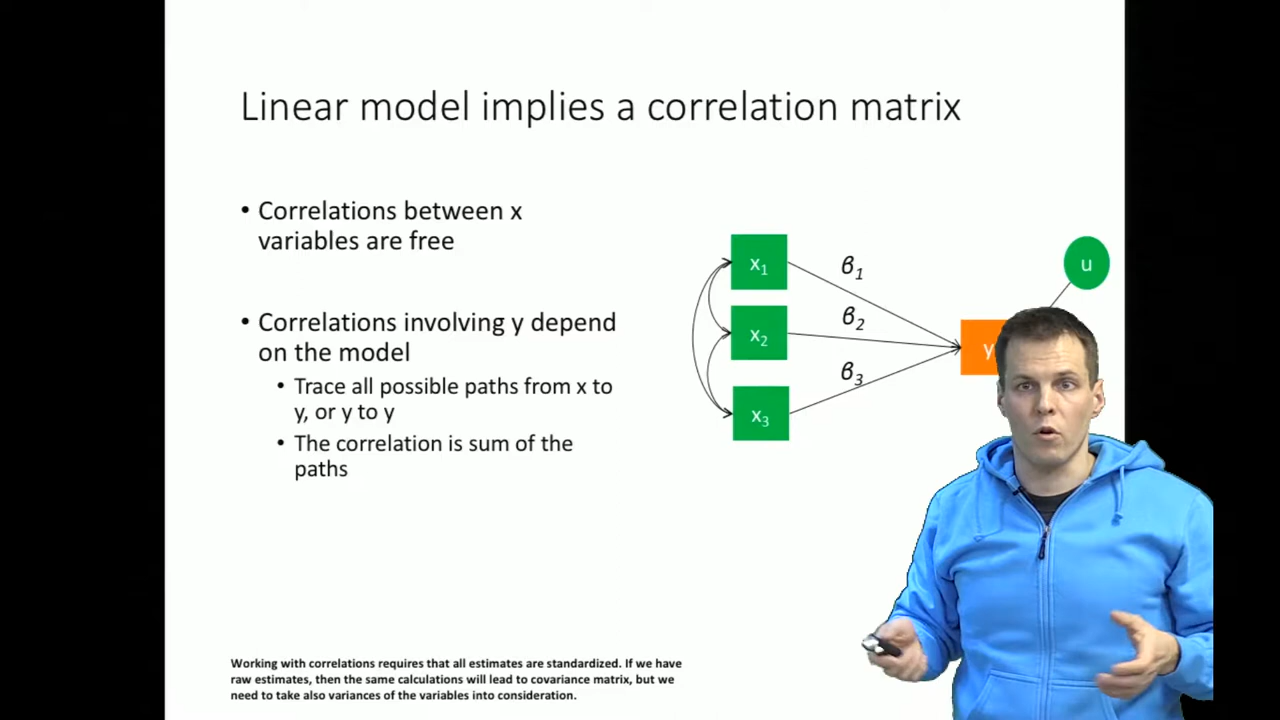 Linear model implies a correlation matrix
• Correlations between x
variables are free
• Correlations involving y depend
on the model
• Trace all possible paths from x to
y, or y to y
• The correlation is sum of the
paths
x₁
x₂
x₃
β₁
β₂
β₃
u
y
Working with correlations requires that all estimates are standardized. If we have
raw estimates, then the same calculations will lead to covariance matrix, but we
need to take also variances of the variables into consideration.